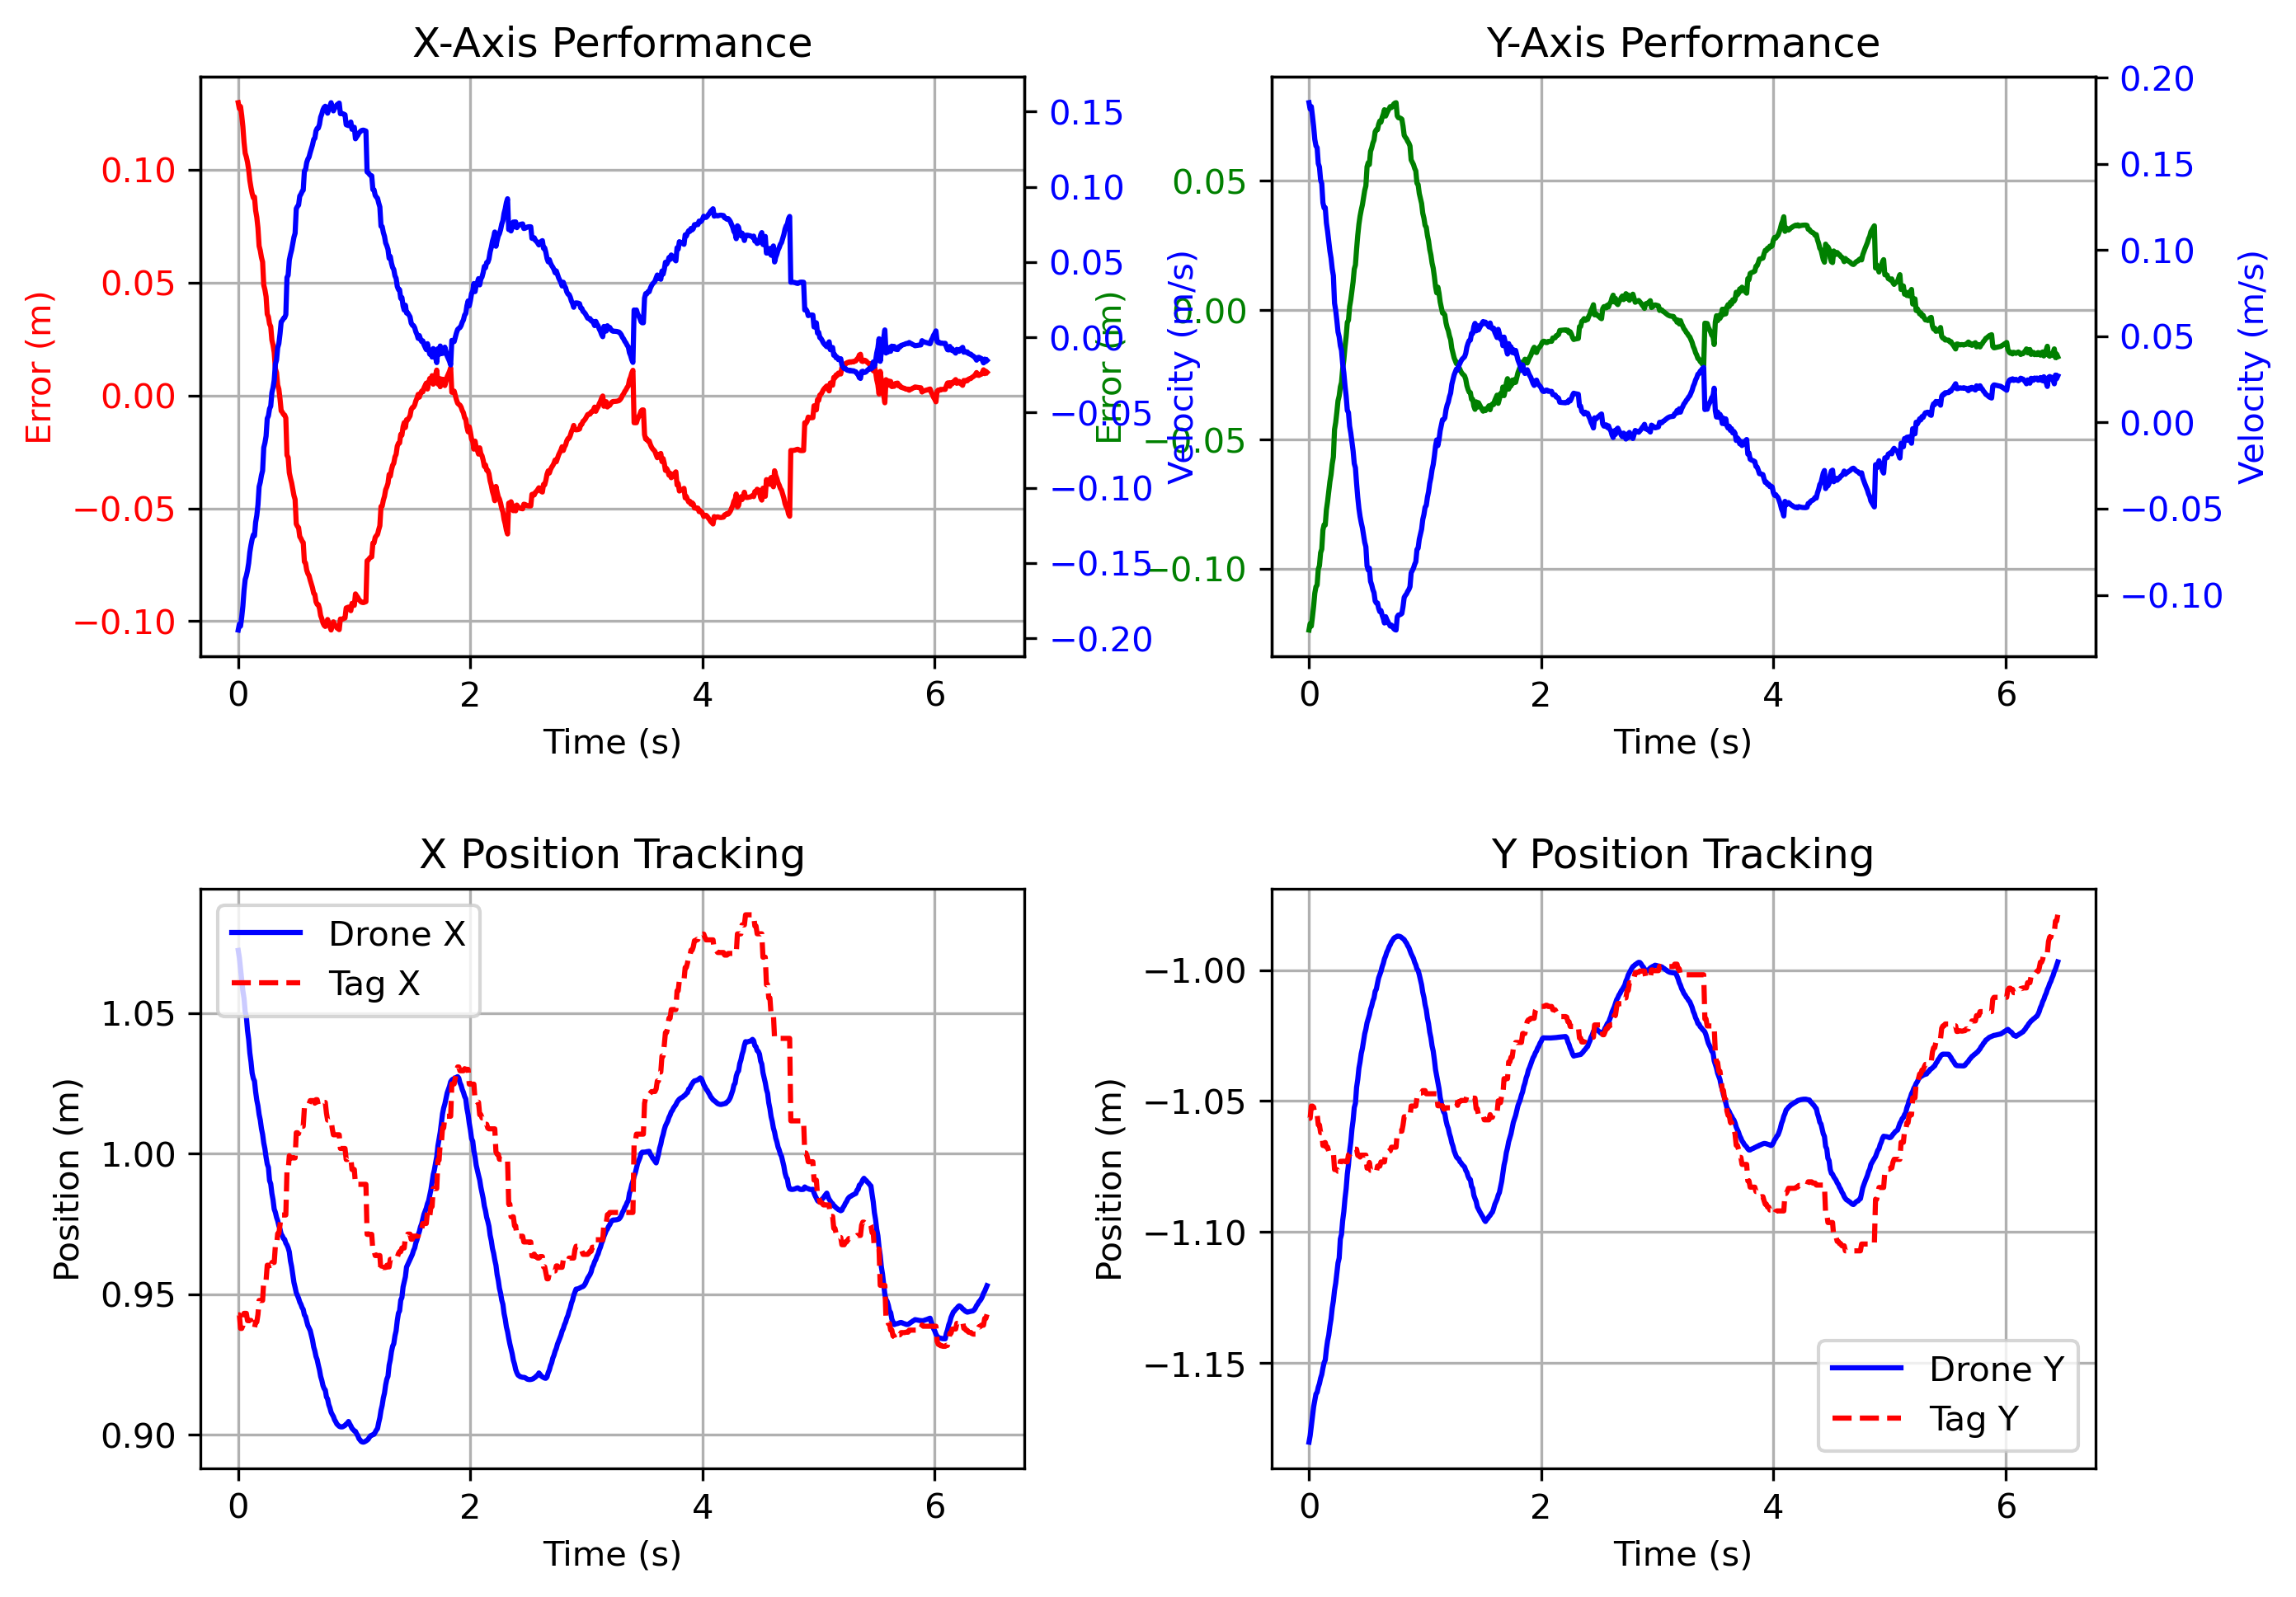 X-Axis Performance
Error (m)
0.10
0.05
0.00
−0.05
−0.10
0.15
0.10
0.05
0.00
−0.05
−0.10
−0.15
−0.20
Velocity (m/s)
0 2 4 6
Time (s)
Y-Axis Performance
Error (m)
0.05
0.00
−0.05
−0.10
0.20
0.15
0.10
0.05
0.00
−0.05
−0.10
Velocity (m/s)
0 2 4 6
Time (s)
X Position Tracking
Drone X
Tag X
Position (m)
1.05
1.00
0.95
0.90
0 2 4 6
Time (s)
Y Position Tracking
Position (m)
−1.00
−1.05
−1.10
−1.15
Drone Y
Tag Y
0 2 4 6
Time (s)